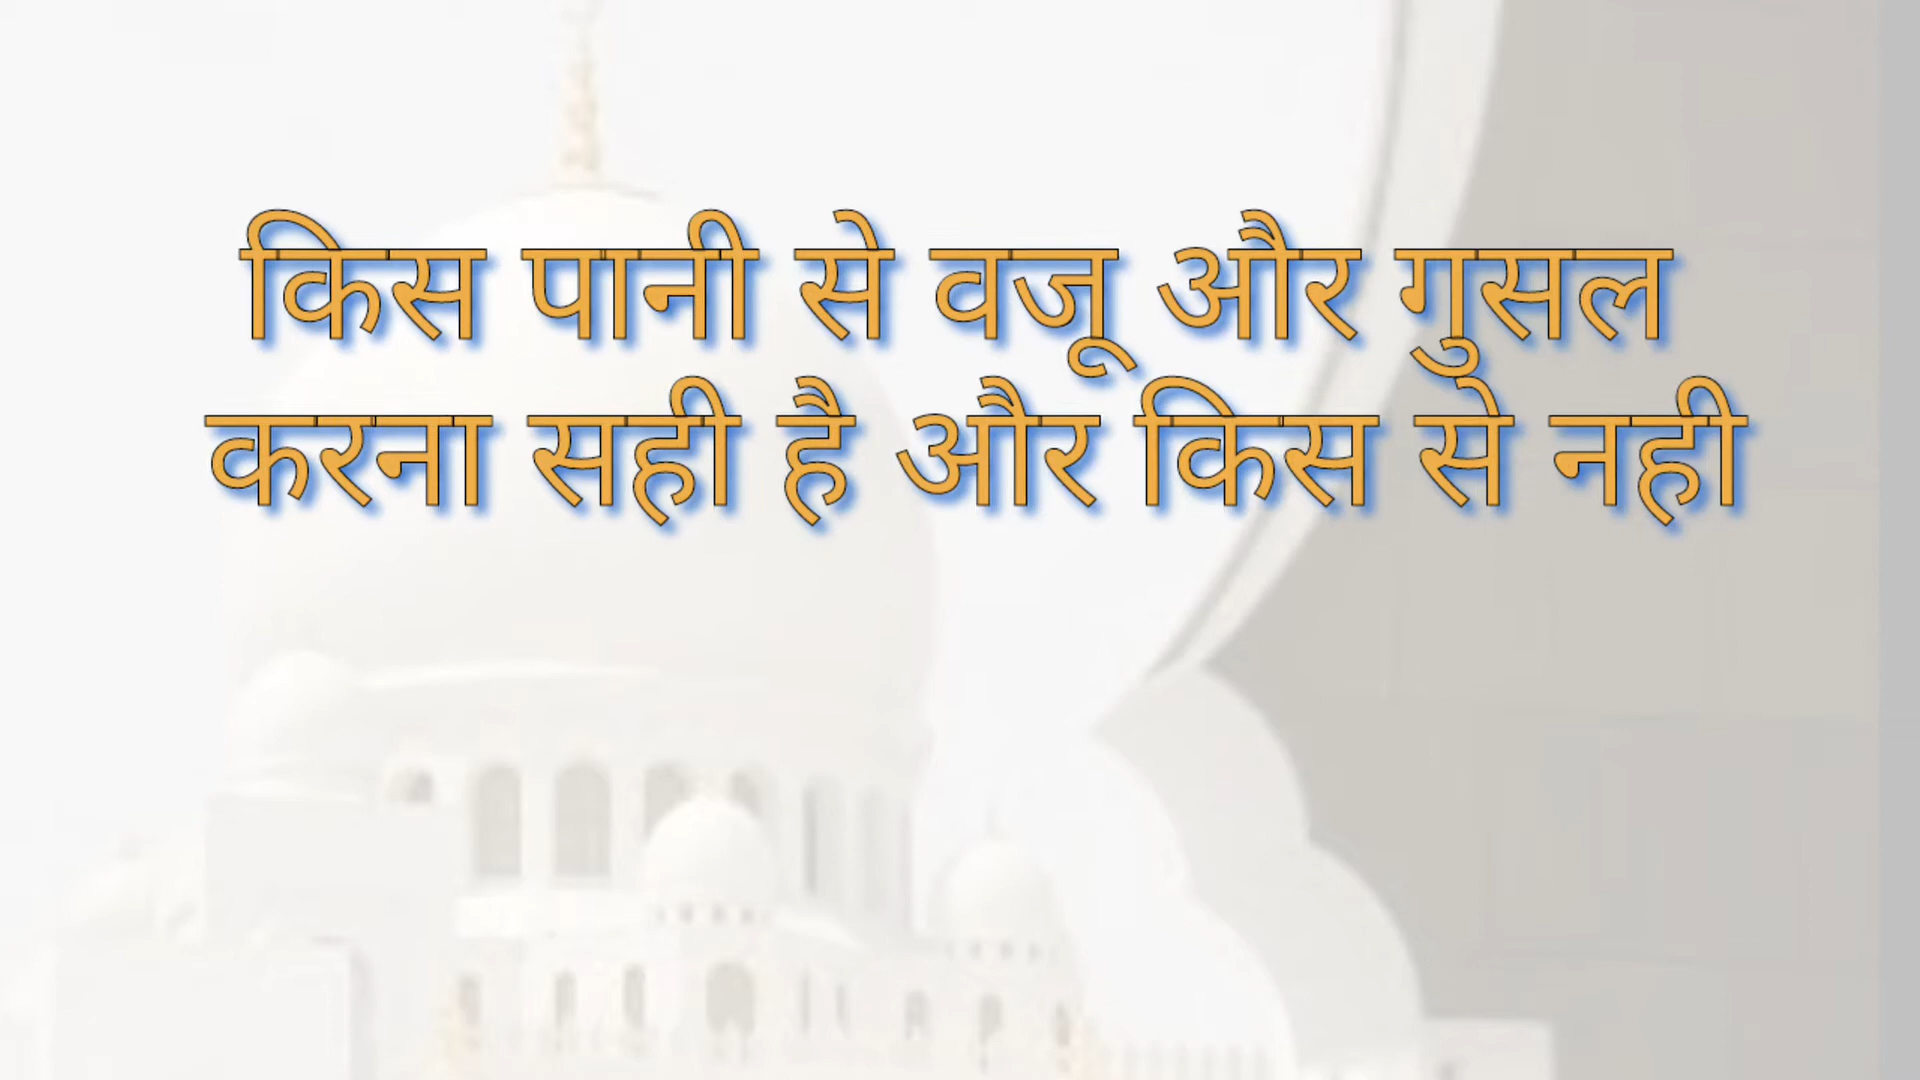 किस पानी से वजू और गुसल
करना सही है और किस से नही